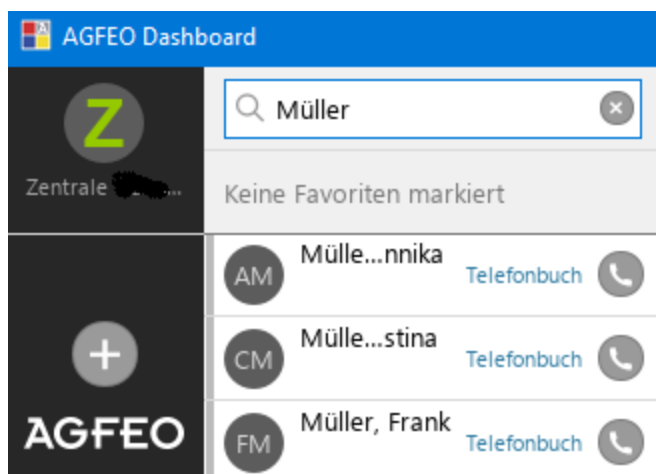 AGFEO Dashboard
Z
Müller
Zentrale
Keine Favoriten markiert
AM
Mülle...nnika
Telefonbuch
CM
Mülle...stina
Telefonbuch
AGFEO
FM
Müller, Frank
Telefonbuch